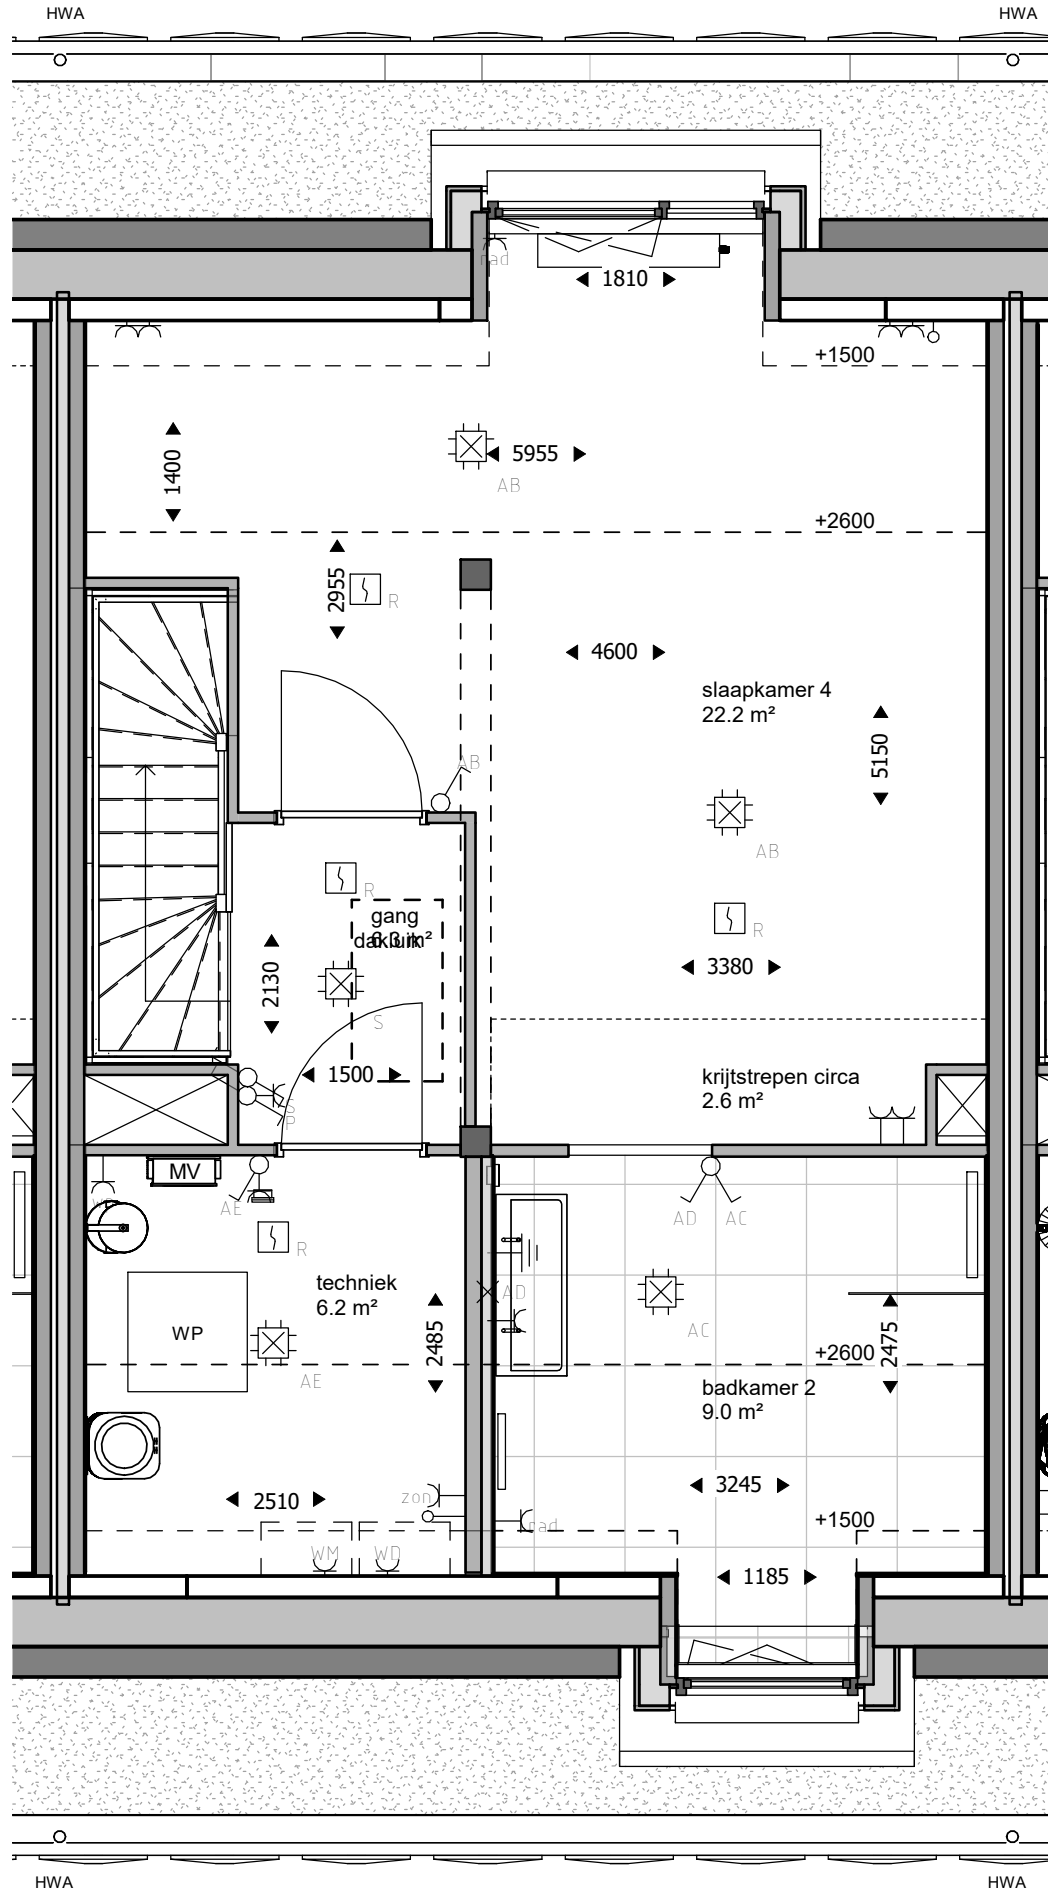 HWA
HWA
rad
1810
+1500
1400
5955
AB
+2600
2955
R
4600
slaapkamer 4
22.2 m²
5150
AB
AB
R
gang
dakluik
R
3380
2130
S
1500
krijtstrepen circa
2.6 m²
S
P
MV
AE
AD
AC
R
techniek
6.2 m²
AD
WP
2485
AC
2475
+2600
AE
badkamer 2
9.0 m²
3245
zon
2510
rad
+1500
WM
WD
1185
HWA
HWA